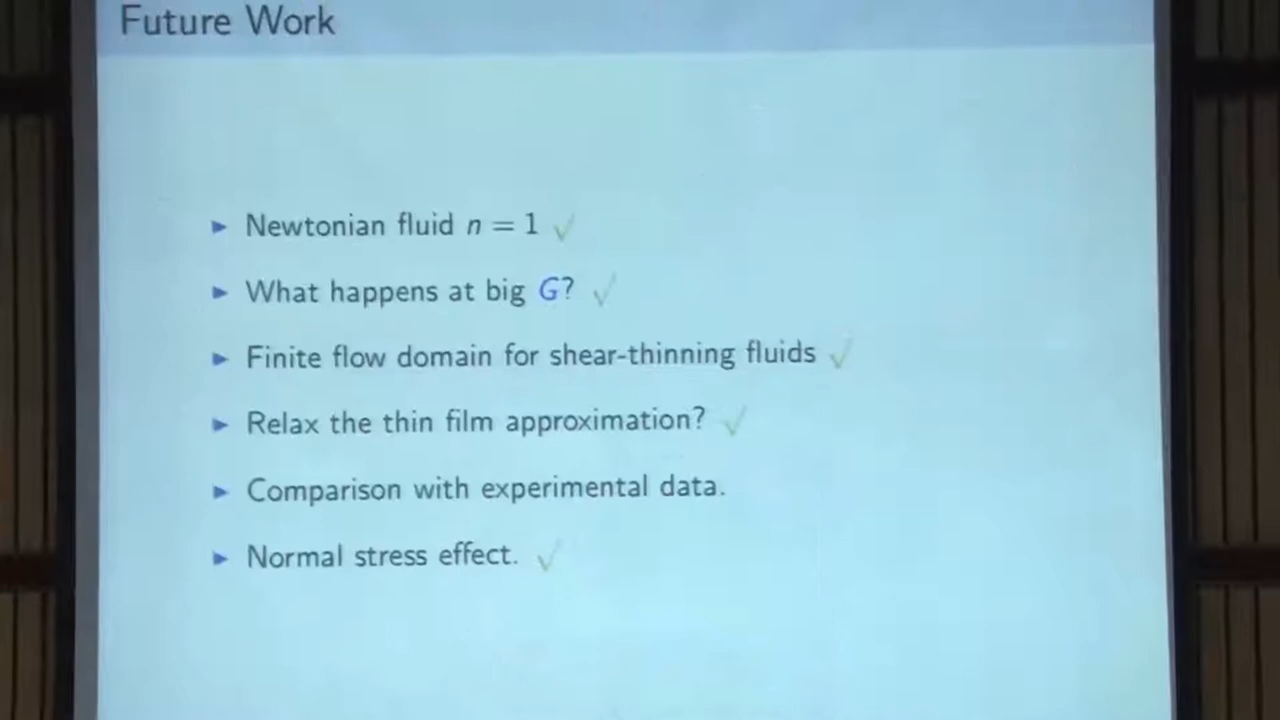 Future Work
► Newtonian fluid n = 1 ✓
► What happens at big G? ✓
► Finite flow domain for shear-thinning fluids ✓
► Relax the thin film approximation? ✓
► Comparison with experimental data.
► Normal stress effect. ✓